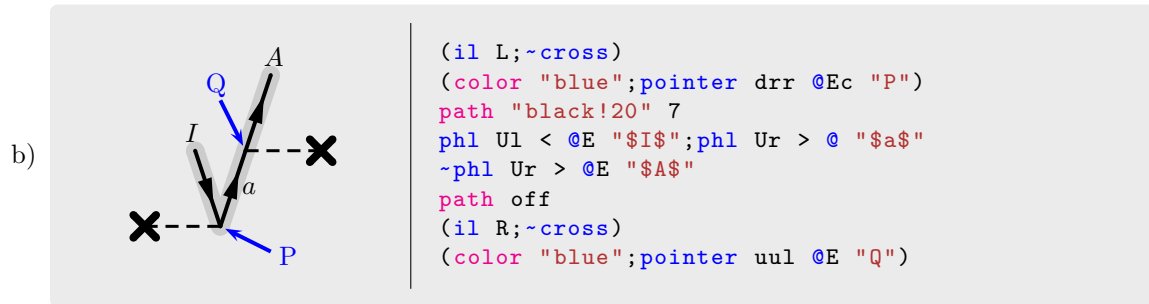 b)
A
Q
I
a
P
(il L;~cross)
(color "blue";pointer drr @Ec "P")
path "black!20" 7
phl Ul < @E "$I$";phl Ur > @ "$a$"
~phl Ur > @E "$A$"
path off
(il R;~cross)
(color "blue";pointer uul @E "Q")